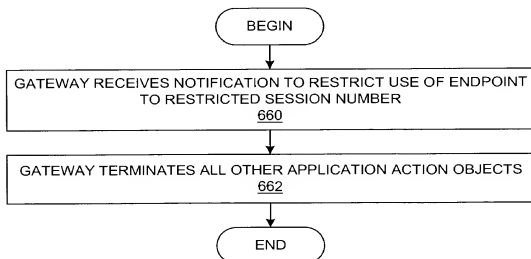 BEGIN
GATEWAY RECEIVES NOTIFICATION TO RESTRICT USE OF ENDPOINT
TO RESTRICTED SESSION NUMBER
660
GATEWAY TERMINATES ALL OTHER APPLICATION ACTION OBJECTS
662
END